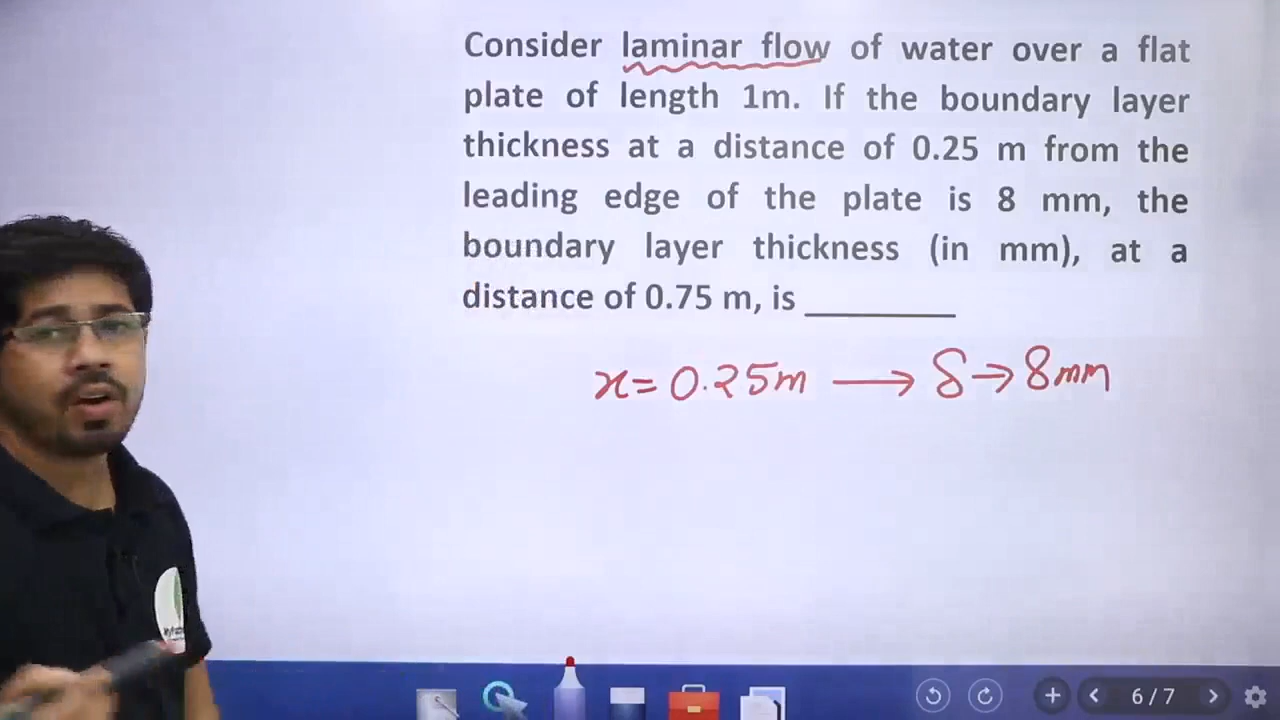 Consider laminar flow of water over a flat
plate of length 1m. If the boundary layer
thickness at a distance of 0.25 m from the
leading edge of the plate is 8 mm, the
boundary layer thickness (in mm), at a
distance of 0.75 m, is __________
x = 0.25m → δ → 8mm
6 / 7